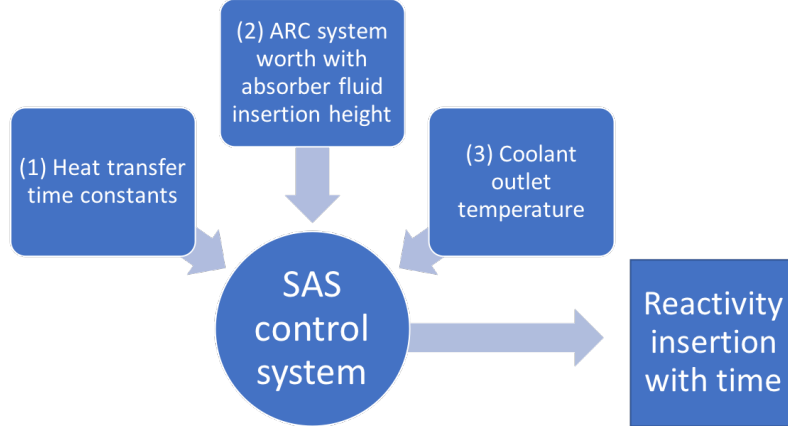 (1) Heat transfer
time constants
(2) ARC system
worth with
absorber fluid
insertion height
(3) Coolant
outlet
temperature
SAS
control
system
Reactivity
insertion
with time